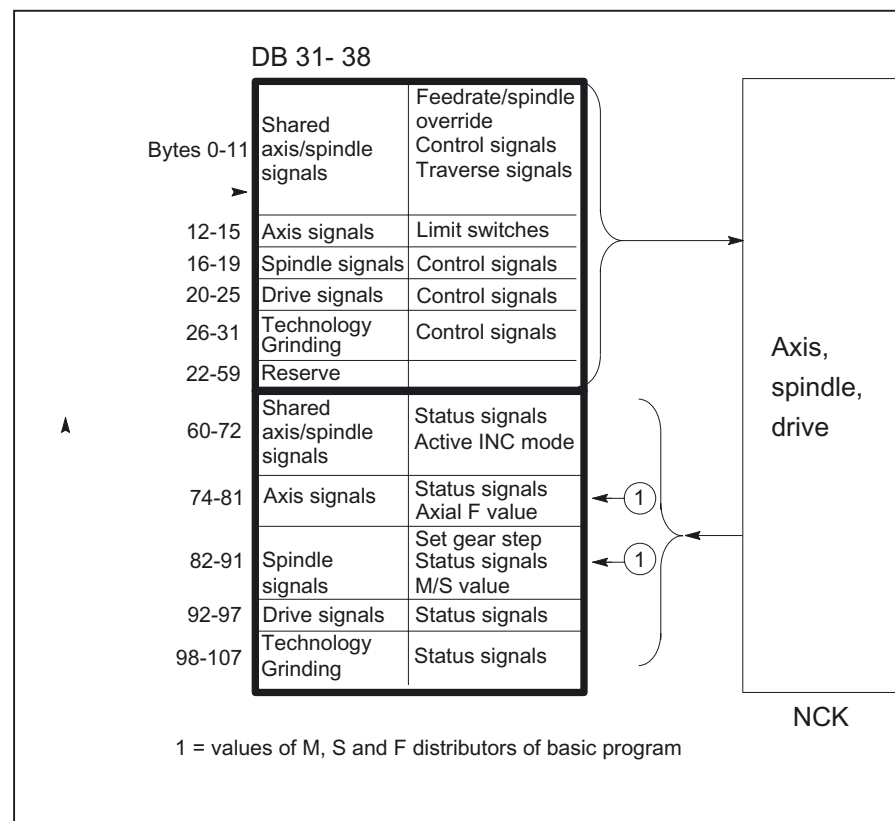 DB 31- 38
Bytes 0-11
Shared
axis/spindle
signals
Feedrate/spindle
override
Control signals
Traverse signals
12-15 Axis signals Limit switches
16-19 Spindle signals Control signals
20-25 Drive signals Control signals
26-31 Technology
Grinding
Control signals
22-59 Reserve
60-72
Shared
axis/spindle
signals
Status signals
Active INC mode
74-81 Axis signals
Status signals
Axial F value
1
82-91
Spindle
signals
Set gear step
Status signals
M/S value
1
92-97 Drive signals Status signals
98-107
Technology
Grinding
Status signals
Axis,
spindle,
drive
NCK
1 = values of M, S and F distributors of basic program